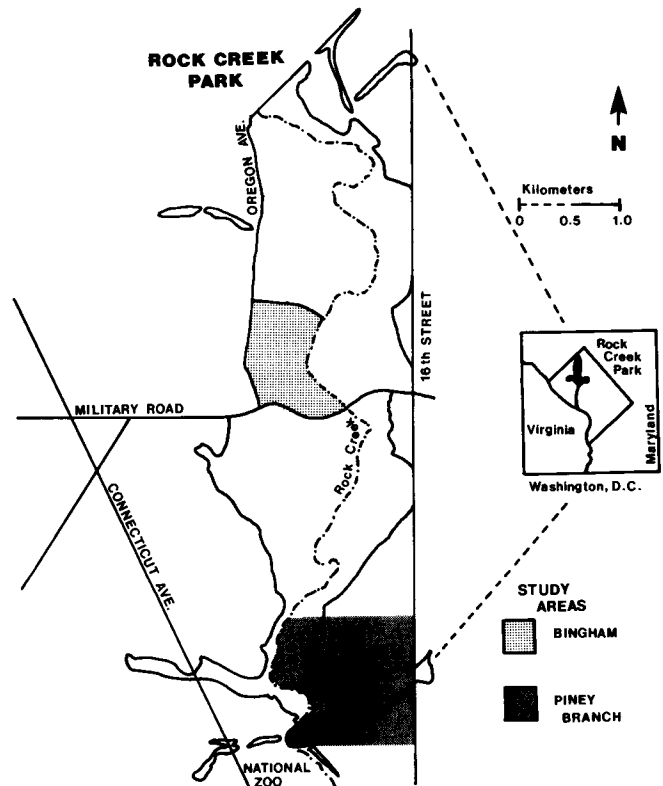 ROCK CREEK
PARK
OREGON AVE.
N
Kilometers
0 0.5 1.0
16th STREET
Rock
Creek
Park
Virginia
Maryland
Washington, D.C.
MILITARY ROAD
Rock Creek
CONNECTICUT AVE.
STUDY
AREAS
BINGHAM
PINEY
BRANCH
NATIONAL
ZOO